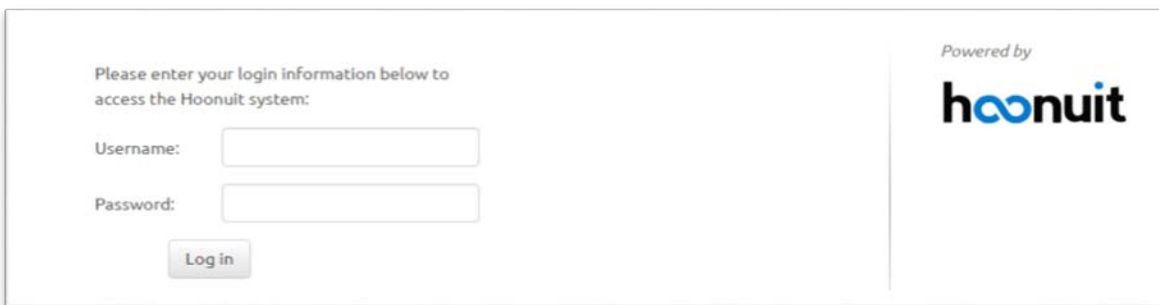 Please enter your login information below to
access the Hoonuit system:
Username:
Password:
Log in
Powered by
hoonuit